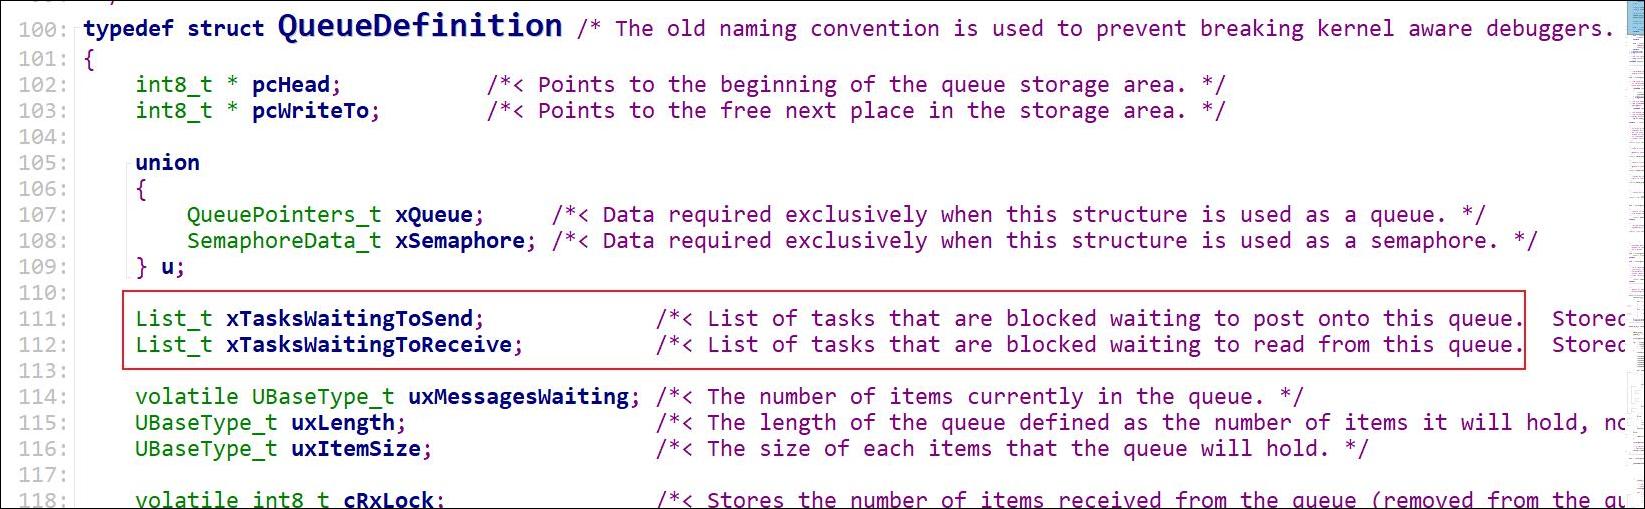 100: typedef struct QueueDefinition /* The old naming convention is used to prevent breaking kernel aware debuggers.
101: {
102: int8_t * pcHead; /*< Points to the beginning of the queue storage area. */
103: int8_t * pcWriteTo; /*< Points to the free next place in the storage area. */
104:
105: union
106: {
107: QueuePointers_t xQueue; /*< Data required exclusively when this structure is used as a queue. */
108: SemaphoreData_t xSemaphore; /*< Data required exclusively when this structure is used as a semaphore. */
109: } u;
110:
111: List_t xTasksWaitingToSend; /*< List of tasks that are blocked waiting to post onto this queue. Stored
112: List_t xTasksWaitingToReceive; /*< List of tasks that are blocked waiting to read from this queue. Stored
113:
114: volatile UBaseType_t uxMessagesWaiting; /*< The number of items currently in the queue. */
115: UBaseType_t uxLength; /*< The length of the queue defined as the number of items it will hold,
116: UBaseType_t uxItemSize; /*< The size of each items that the queue will hold. */
117:
118: volatile int8_t cRxLock; /*< Stores the number of items received from the queue (removed from the